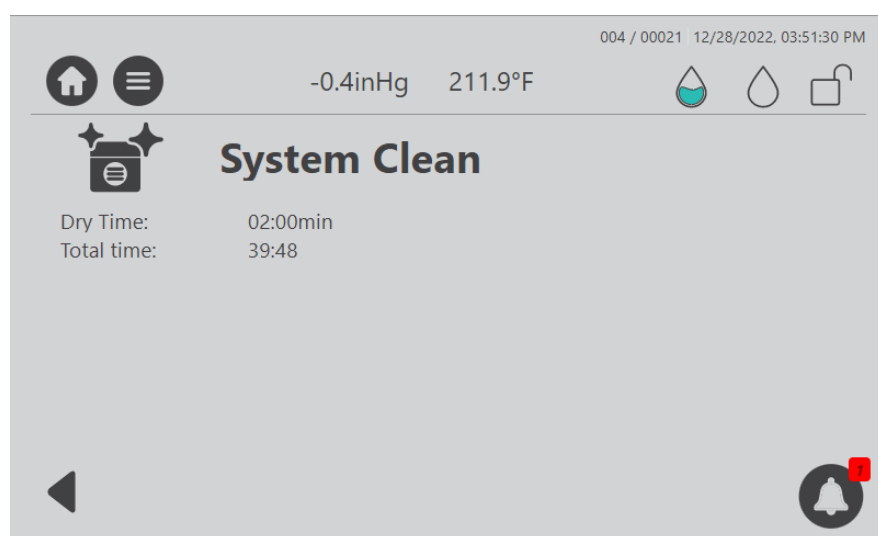 004 / 00021 12/28/2022, 03:51:30 PM
-0.4inHg 211.9°F
System Clean
Dry Time: 02:00min
Total time: 39:48
1